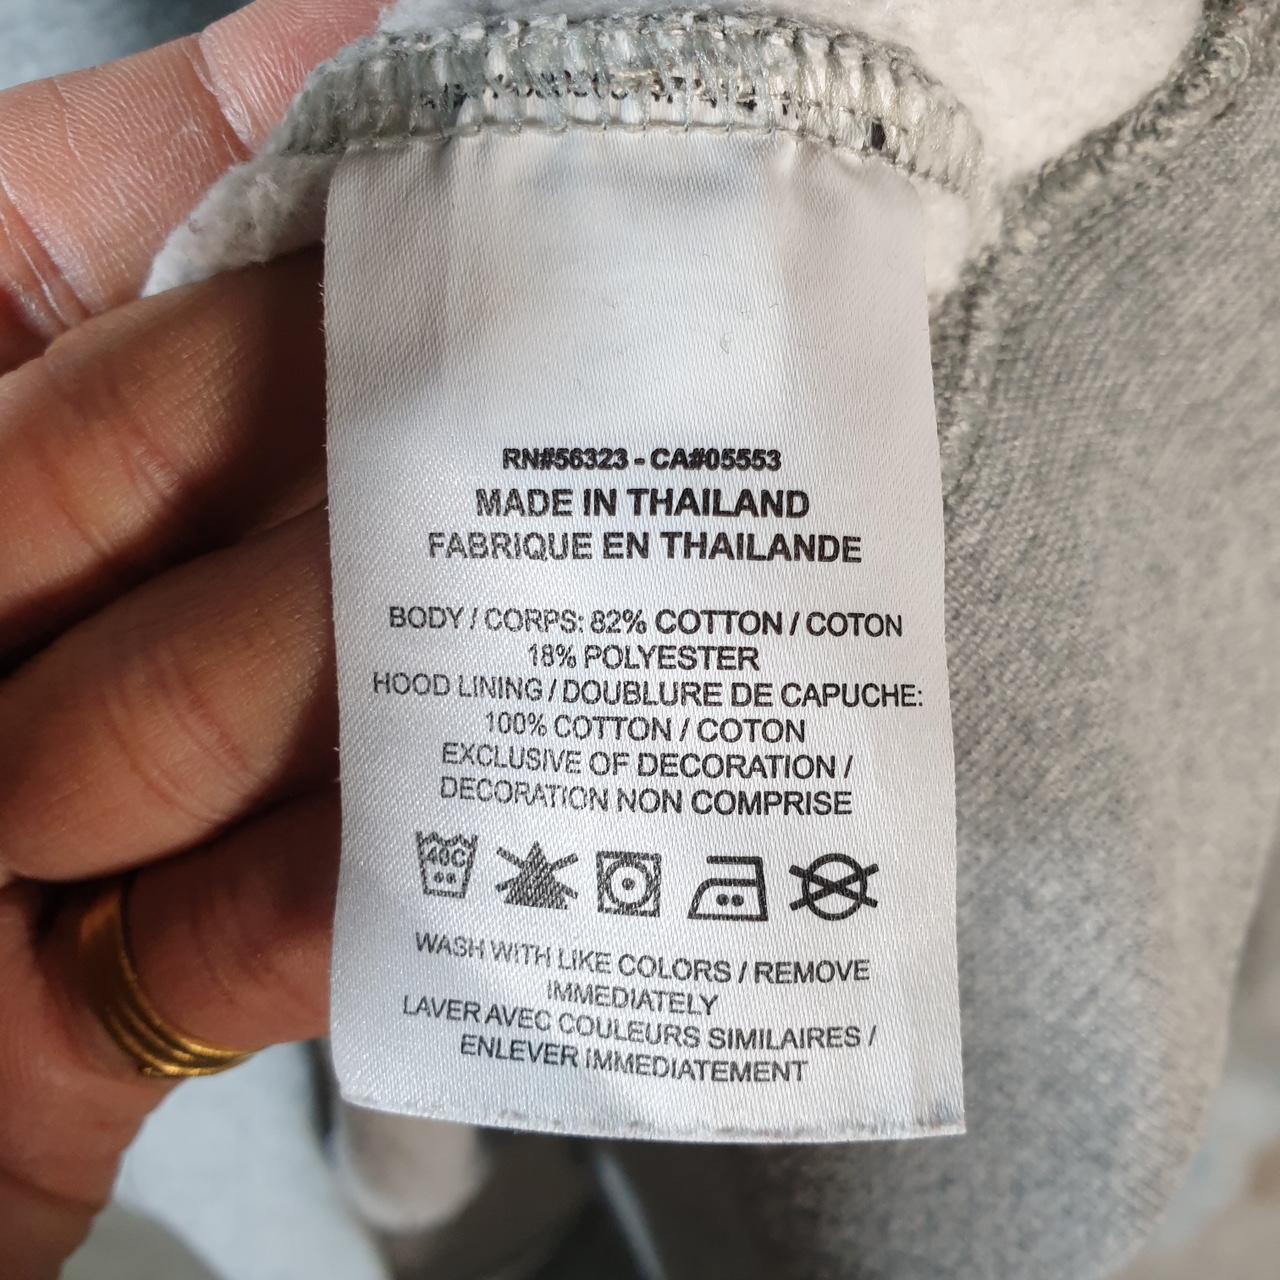 RN#56323 - CA#05553
MADE IN THAILAND
FABRIQUE EN THAILANDE
BODY / CORPS: 82% COTTON / COTON
18% POLYESTER
HOOD LINING / DOUBLURE DE CAPUCHE:
100% COTTON / COTON
EXCLUSIVE OF DECORATION /
DECORATION NON COMPRISE
40C
WASH WITH LIKE COLORS / REMOVE
IMMEDIATELY
LAVER AVEC COULEURS SIMILAIRES /
ENLEVER IMMEDIATEMENT